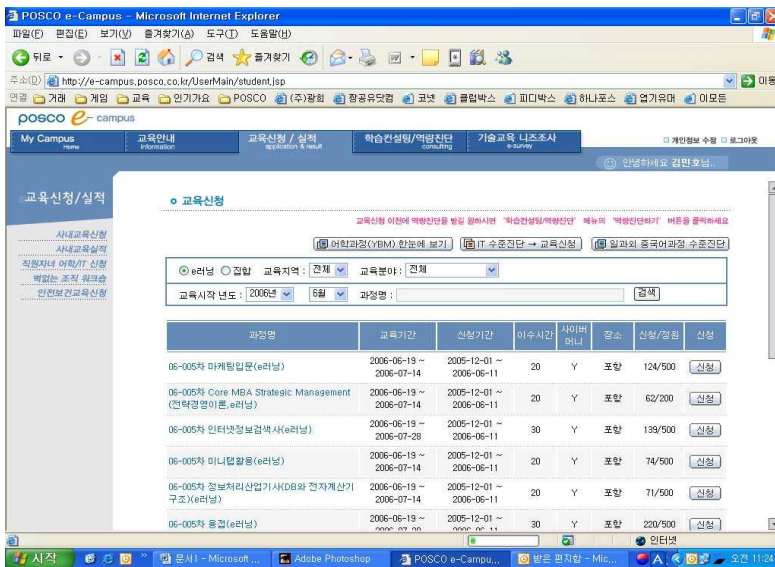 POSCO e-Campus - Microsoft Internet Explorer
파일(F) 편집(E) 보기(V) 즐겨찾기(A) 도구(T) 도움말(H)
뒤로 검색 즐겨찾기
주소(D) http://e-campus.posco.co.kr/UserMain/student.jsp 이동
연결 거래 게임 교육 인기가요 POSCO (주)광희 짱공유닷컴 코넷 클럽박스 피디박스 하나포스 엽기유머 이모든
posco e- campus
My Campus 교육안내 교육신청 / 실적 학습컨설팅/역량진단 기술교육 니즈조사
Home information application & result consulting e-survey
개인정보 수정 로그아웃
안녕하세요 김민호님..
교육신청/실적
사내교육신청
사내교육실적
직원자녀 어학/IT 신청
벽없는 조직 워크숍
안전보건교육신청
교육신청
교육신청 이전에 역량진단을 받길 원하시면 '학습컨설팅/역량진단' 메뉴의 '역량진단하기' 버튼을 클릭하세요
어학과정(YBM) 한눈에 보기 IT 수준진단 → 교육신청 일과외 중국어과정 수준진단
e러닝 집합 교육지역 : 전체 교육분야 : 전체
교육시작 년도 : 2006년 6월 과정명 : 검색
과정명 교육기간 신청기간 이수시간 사이버머니 장소 신청/정원 신청
06-005차 마케팅입문(e러닝) 2006-06-19 ~ 2006-07-14 2005-12-01 ~ 2006-06-11 20 Y 포항 124/500 신청
06-005차 Core MBA Strategic Management (전략경영이론,e러닝) 2006-06-19 ~ 2006-07-14 2005-12-01 ~ 2006-06-11 20 Y 포항 62/200 신청
06-005차 인터넷정보검색사(e러닝) 2006-06-19 ~ 2006-07-28 2005-12-01 ~ 2006-06-11 30 Y 포항 139/500 신청
06-005차 미니탭활용(e러닝) 2006-06-19 ~ 2006-07-14 2005-12-01 ~ 2006-06-11 20 Y 포항 74/500 신청
06-005차 정보처리산업기사(DB와 전자계산기 구조)(e러닝) 2006-06-19 ~ 2006-07-14 2005-12-01 ~ 2006-06-11 20 Y 포항 71/500 신청
06-005차 용접(e러닝) 2006-06-19 ~ 2005-12-01 ~ 30 Y 포항 220/500 신청
인터넷
시작 문서1 - Microsoft ... Adobe Photoshop POSCO e-Campu... 받은 편지함 - Mic... A 오전 11:24